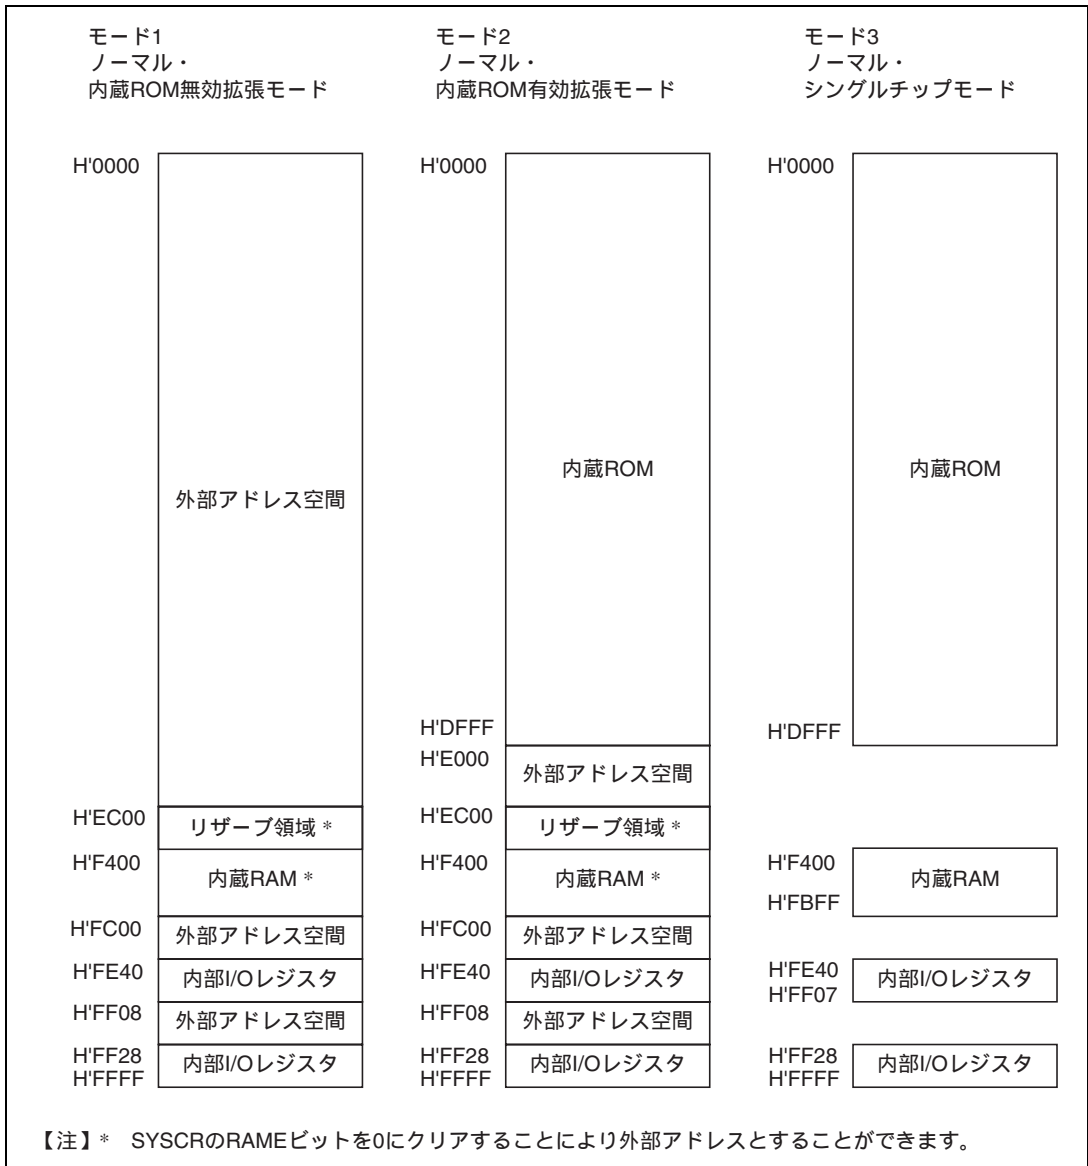 モード1
ノーマル・
内蔵ROM無効拡張モード
H'0000
外部アドレス空間
H'EC00
リザーブ領域 *
H'F400
内蔵RAM *
H'FC00
外部アドレス空間
H'FE40
内部I/Oレジスタ
H'FF08
外部アドレス空間
H'FF28
H'FFFF
内部I/Oレジスタ
モード2
ノーマル・
内蔵ROM有効拡張モード
H'0000
内蔵ROM
H'DFFF
H'E000
外部アドレス空間
H'EC00
リザーブ領域 *
H'F400
内蔵RAM *
H'FC00
外部アドレス空間
H'FE40
内部I/Oレジスタ
H'FF08
外部アドレス空間
H'FF28
H'FFFF
内部I/Oレジスタ
モード3
ノーマル・
シングルチップモード
H'0000
内蔵ROM
H'DFFF
H'F400
内蔵RAM
H'FBFF
H'FE40
H'FF07
内部I/Oレジスタ
H'FF28
H'FFFF
内部I/Oレジスタ
【注】* SYSCRのRAMEビットを0にクリアすることにより外部アドレスとすることができます。